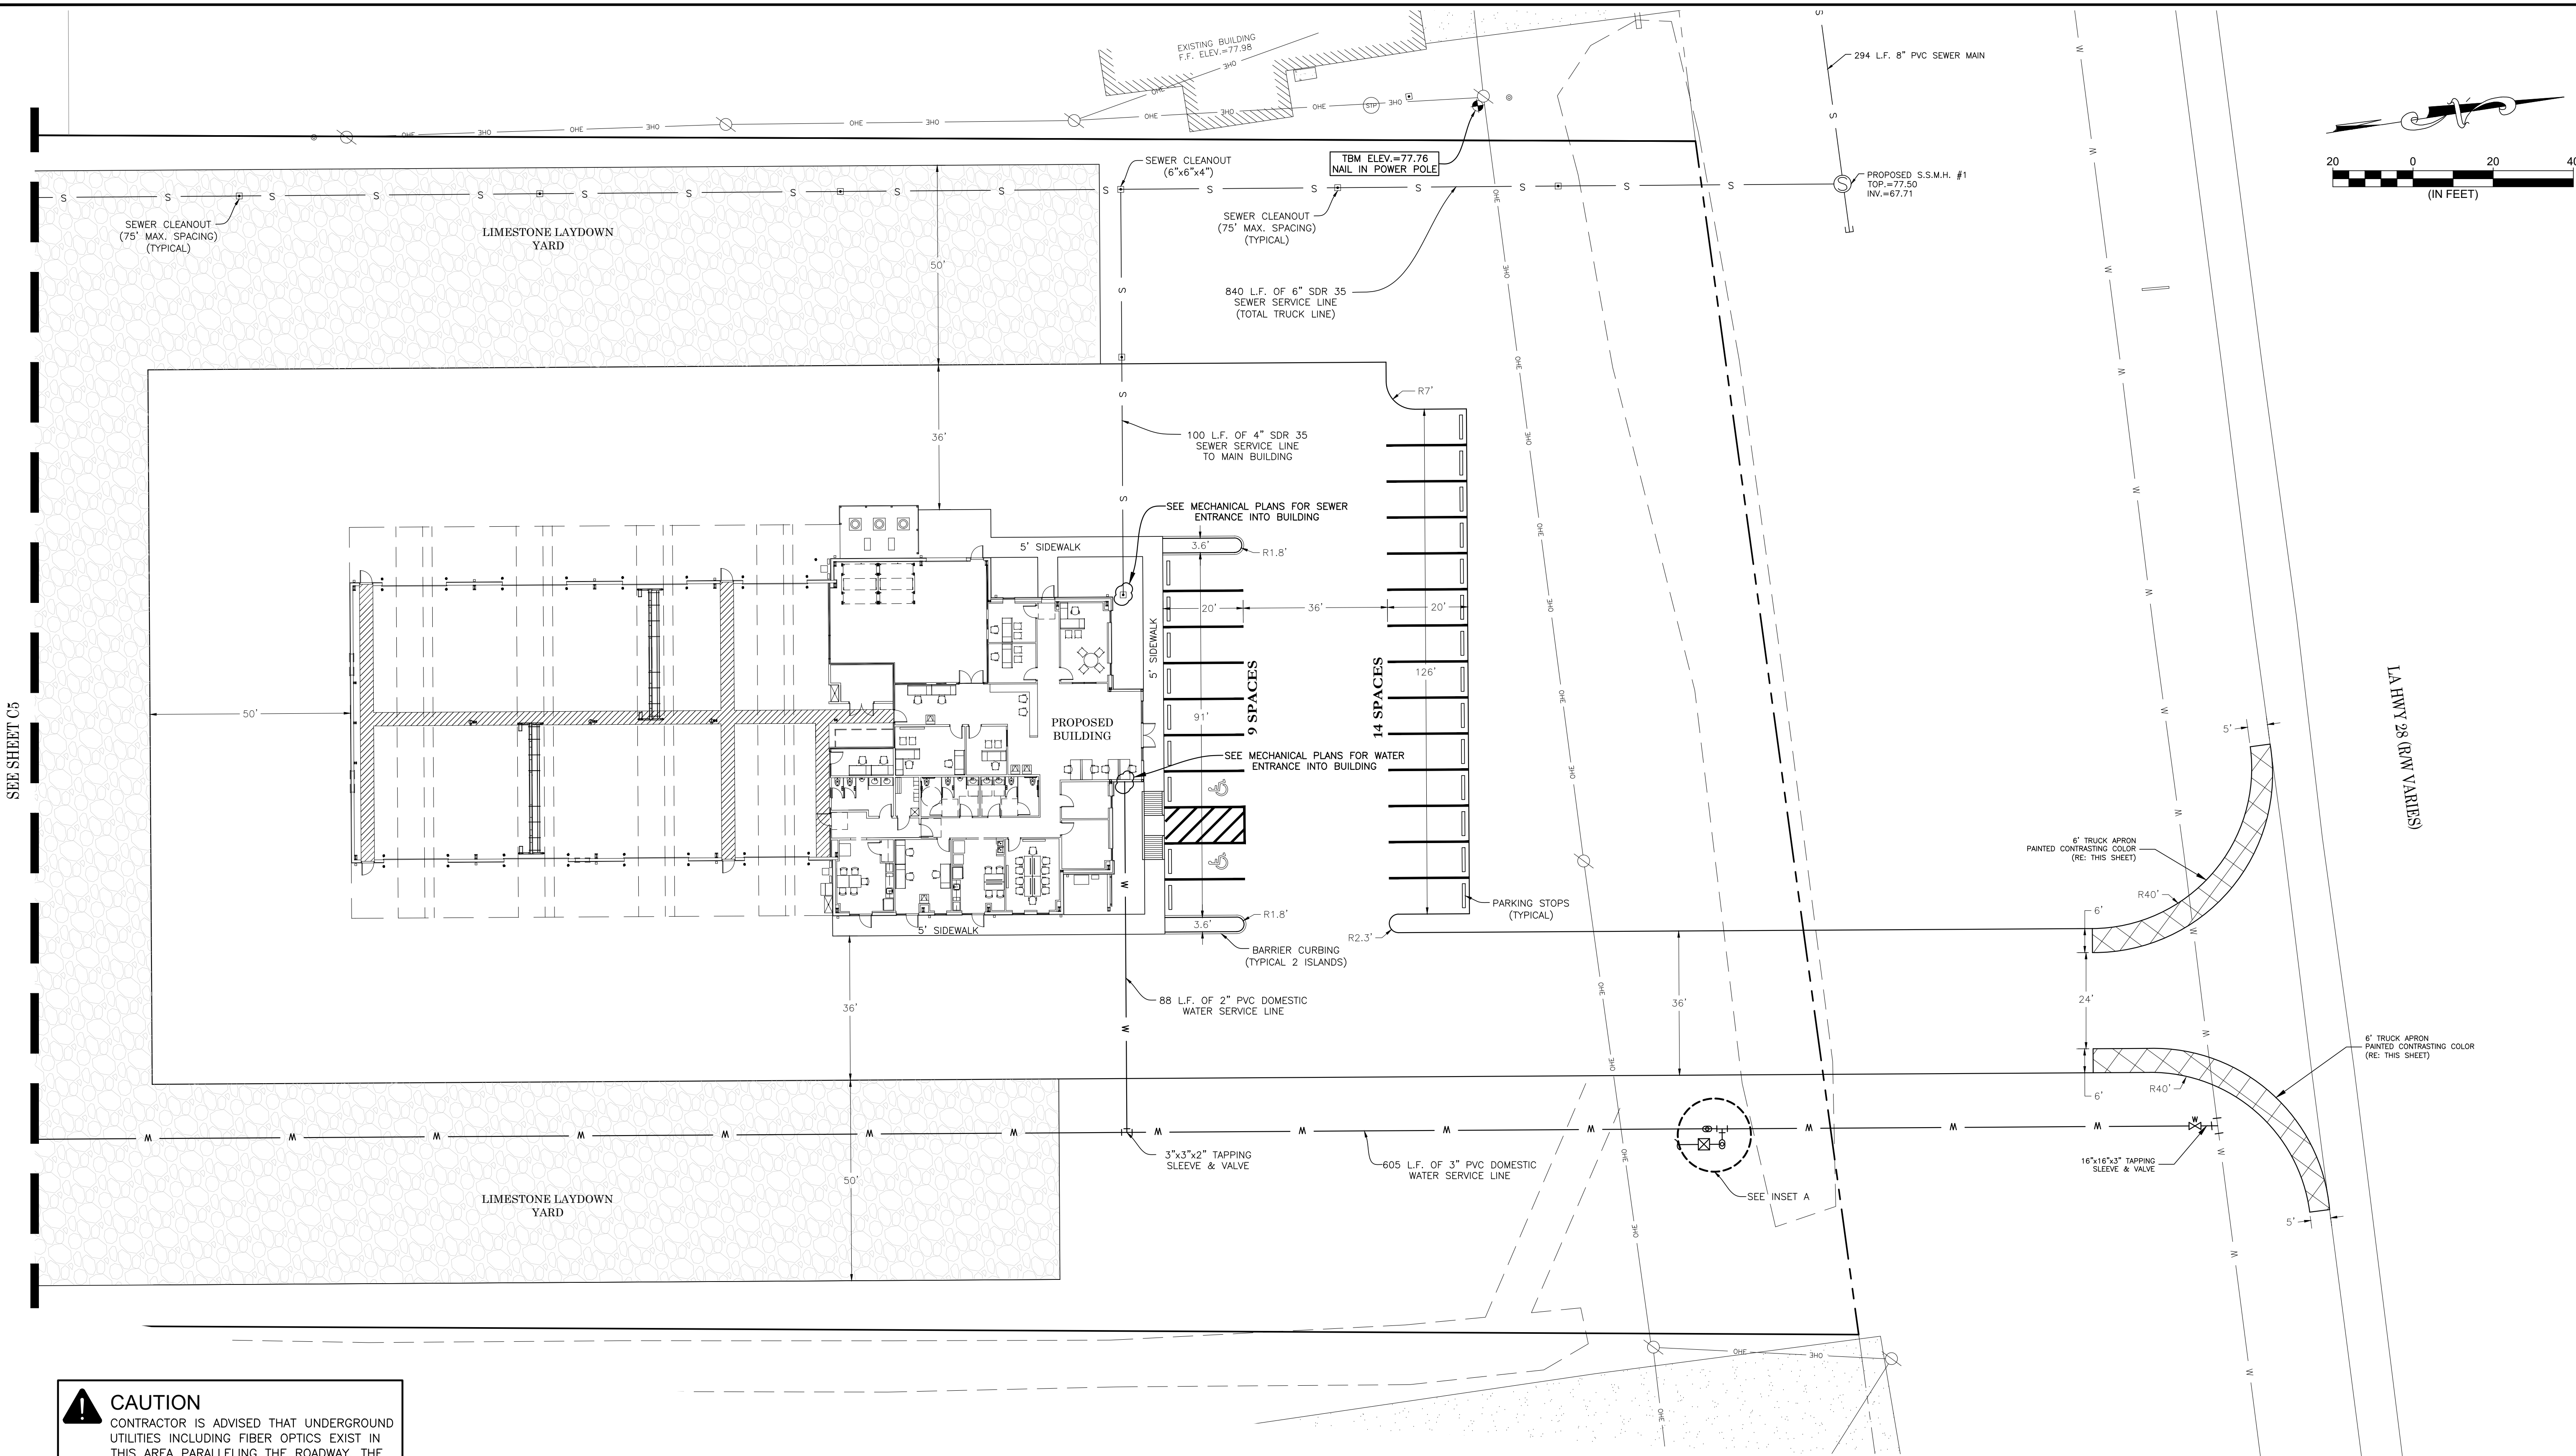 EXISTING BUILDING
F.F. ELEV.=77.98
294 L.F. 8" PVC SEWER MAIN
20 0 20 40
(IN FEET)
TBM ELEV.=77.76
NAIL IN POWER POLE
SEWER CLEANOUT
(6"x6"x4")
PROPOSED S.S.M.H. #1
TOP.=77.50
INV.=67.71
STP
SEWER CLEANOUT
(75' MAX. SPACING)
(TYPICAL)
LIMESTONE LAYDOWN
YARD
50'
SEWER CLEANOUT
(75' MAX. SPACING)
(TYPICAL)
840 L.F. OF 6" SDR 35
SEWER SERVICE LINE
(TOTAL TRUCK LINE)
R7'
36'
100 L.F. OF 4" SDR 35
SEWER SERVICE LINE
TO MAIN BUILDING
SEE MECHANICAL PLANS FOR SEWER
ENTRANCE INTO BUILDING
5' SIDEWALK
3.6'
R1.8'
20'
36'
20'
5' SIDEWALK
9 SPACES
14 SPACES
126'
91'
50'
PROPOSED
BUILDING
SEE MECHANICAL PLANS FOR WATER
ENTRANCE INTO BUILDING
SEE SHEET C5
LA HWY 28 (R/W VARIES)
5'
6' TRUCK APRON
PAINTED CONTRASTING COLOR
(RE: THIS SHEET)
R40'
6'
PARKING STOPS
(TYPICAL)
3.6'
R1.8'
R2.3'
5' SIDEWALK
BARRIER CURBING
(TYPICAL 2 ISLANDS)
36'
88 L.F. OF 2" PVC DOMESTIC
WATER SERVICE LINE
36'
24'
6' TRUCK APRON
PAINTED CONTRASTING COLOR
(RE: THIS SHEET)
R40'
6'
3"x3"x2" TAPPING
SLEEVE & VALVE
605 L.F. OF 3" PVC DOMESTIC
WATER SERVICE LINE
16"x16"x3" TAPPING
SLEEVE & VALVE
50'
SEE INSET A
LIMESTONE LAYDOWN
YARD
5'
CAUTION
CONTRACTOR IS ADVISED THAT UNDERGROUND
UTILITIES INCLUDING FIBER OPTICS EXIST IN
THIS AREA PARALLELING THE ROADWAY. THE